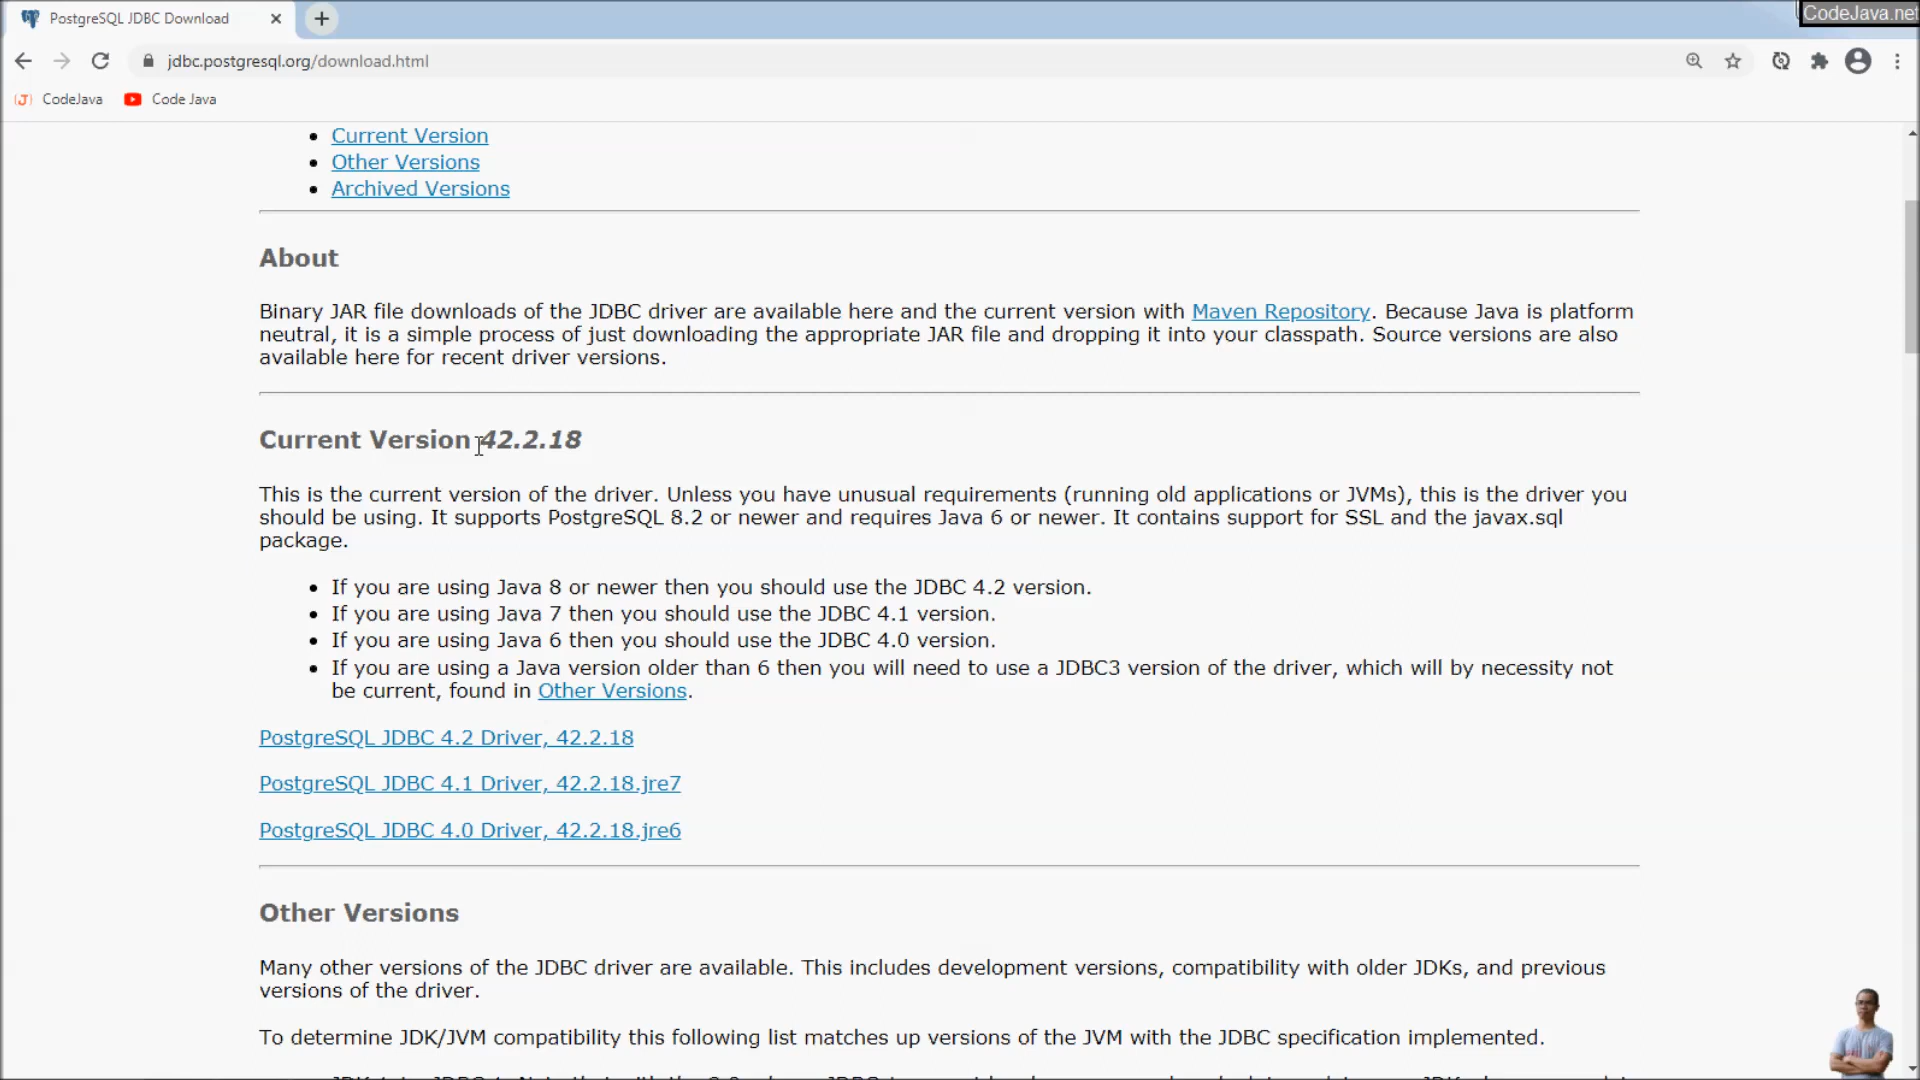 PostgreSQL JDBC Download
CodeJava.net
jdbc.postgresql.org/download.html
CodeJava
Code Java
Current Version
Other Versions
Archived Versions
About
Binary JAR file downloads of the JDBC driver are available here and the current version with Maven Repository. Because Java is platform
neutral, it is a simple process of just downloading the appropriate JAR file and dropping it into your classpath. Source versions are also
available here for recent driver versions.
Current Version 42.2.18
This is the current version of the driver. Unless you have unusual requirements (running old applications or JVMs), this is the driver you
should be using. It supports PostgreSQL 8.2 or newer and requires Java 6 or newer. It contains support for SSL and the javax.sql
package.
If you are using Java 8 or newer then you should use the JDBC 4.2 version.
If you are using Java 7 then you should use the JDBC 4.1 version.
If you are using Java 6 then you should use the JDBC 4.0 version.
If you are using a Java version older than 6 then you will need to use a JDBC3 version of the driver, which will by necessity not
be current, found in Other Versions.
PostgreSQL JDBC 4.2 Driver, 42.2.18
PostgreSQL JDBC 4.1 Driver, 42.2.18.jre7
PostgreSQL JDBC 4.0 Driver, 42.2.18.jre6
Other Versions
Many other versions of the JDBC driver are available. This includes development versions, compatibility with older JDKs, and previous
versions of the driver.
To determine JDK/JVM compatibility this following list matches up versions of the JVM with the JDBC specification implemented.